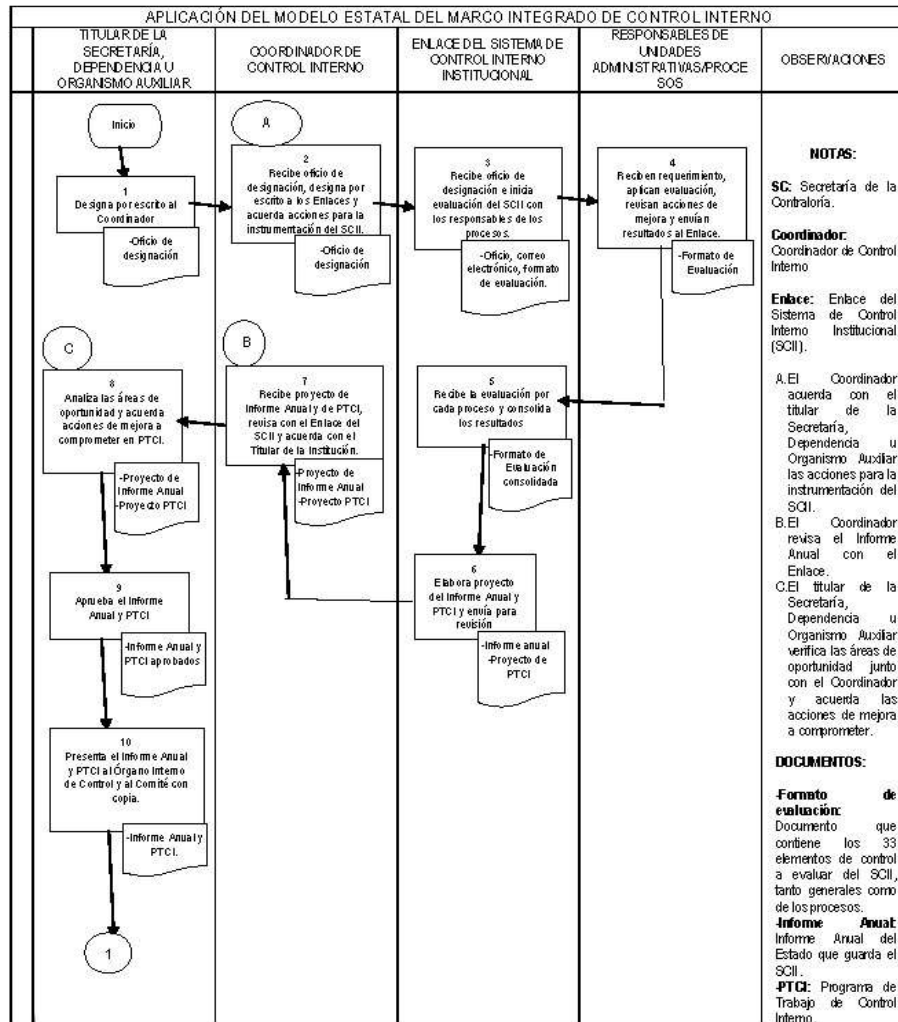 APLICACIÓN DEL MODELO ESTATAL DEL MARCO INTEGRADO DE CONTROL INTERNO
TITULAR DE LA
SECRETARÍA,
DEPENDENCIA U
ORGANISMO AUXILIAR
COORDINADOR DE
CONTROL INTERNO
ENLACE DEL SISTEMA DE
CONTROL INTERNO
INSTITUCIONAL
RESPONSABLES DE
UNIDADES
ADMINISTRATIVAS/PROCE
SOS
OBSERVACIONES
Inicio
1
Designa por escrito al
Coordinador
-Oficio de
designación
A
2
Recibe oficio de
designación, designa por
escrito a los Enlaces y
acuerda acciones para la
instrumentación del SCII.
-Oficio de
designación
3
Recibe oficio de
designación e inicia
evaluación del SCII con
los responsables de los
procesos.
-Oficio, correo
electrónico, formato
de evaluación.
4
Reciben requerimiento,
aplican evaluación,
revisan acciones de
mejora y envían
resultados al Enlace.
-Formato de
Evaluación
5
Recibe la evaluación por
cada proceso y consolida
los resultados
-Formato de
Evaluación
consolidada
6
Elabora proyecto
del Informe Anual y
PTCI y envía para
revisión
-Informe anual
-Proyecto de
PTCI
B
7
Recibe proyecto de
Informe Anual y de PTCI,
revisa con el Enlace del
SCII y acuerda con el
Titular de la Institución.
-Proyecto de
Informe Anual
-Proyecto PTCI
C
8
Analiza las áreas de
oportunidad y acuerda
acciones de mejora a
comprometer en PTCI.
-Proyecto de
Informe Anual
-Proyecto PTCI
9
Aprueba el Informe
Anual y PTCI
-Informe Anual y
PTCI aprobados
10
Presenta el Informe Anual
y PTCI al Órgano Interno
de Control y al Comité con
copia.
-Informe Anual y
PTCI.
1
NOTAS:
SC: Secretaría de la
Contraloría.
Coordinador:
Coordinador de Control
Interno
Enlace: Enlace del
Sistema de Control
Interno Institucional
(SCII).
A. El Coordinador
acuerda con el
titular de la
Secretaría,
Dependencia u
Organismo Auxiliar
las acciones para la
instrumentación del
SCII.
B. El Coordinador
revisa el Informe
Anual con el
Enlace.
C. El titular de la
Secretaría,
Dependencia u
Organismo Auxiliar
verifica las áreas de
oportunidad junto
con el Coordinador
y acuerda las
acciones de mejora
a comprometer.
DOCUMENTOS:
-Formato de
evaluación:
Documento que
contiene los 33
elementos de control
a evaluar del SCII,
tanto generales como
de los procesos.
-Informe Anual:
Informe Anual del
Estado que guarda el
SCII.
-PTCI: Programa de
Trabajo de Control
Interno.